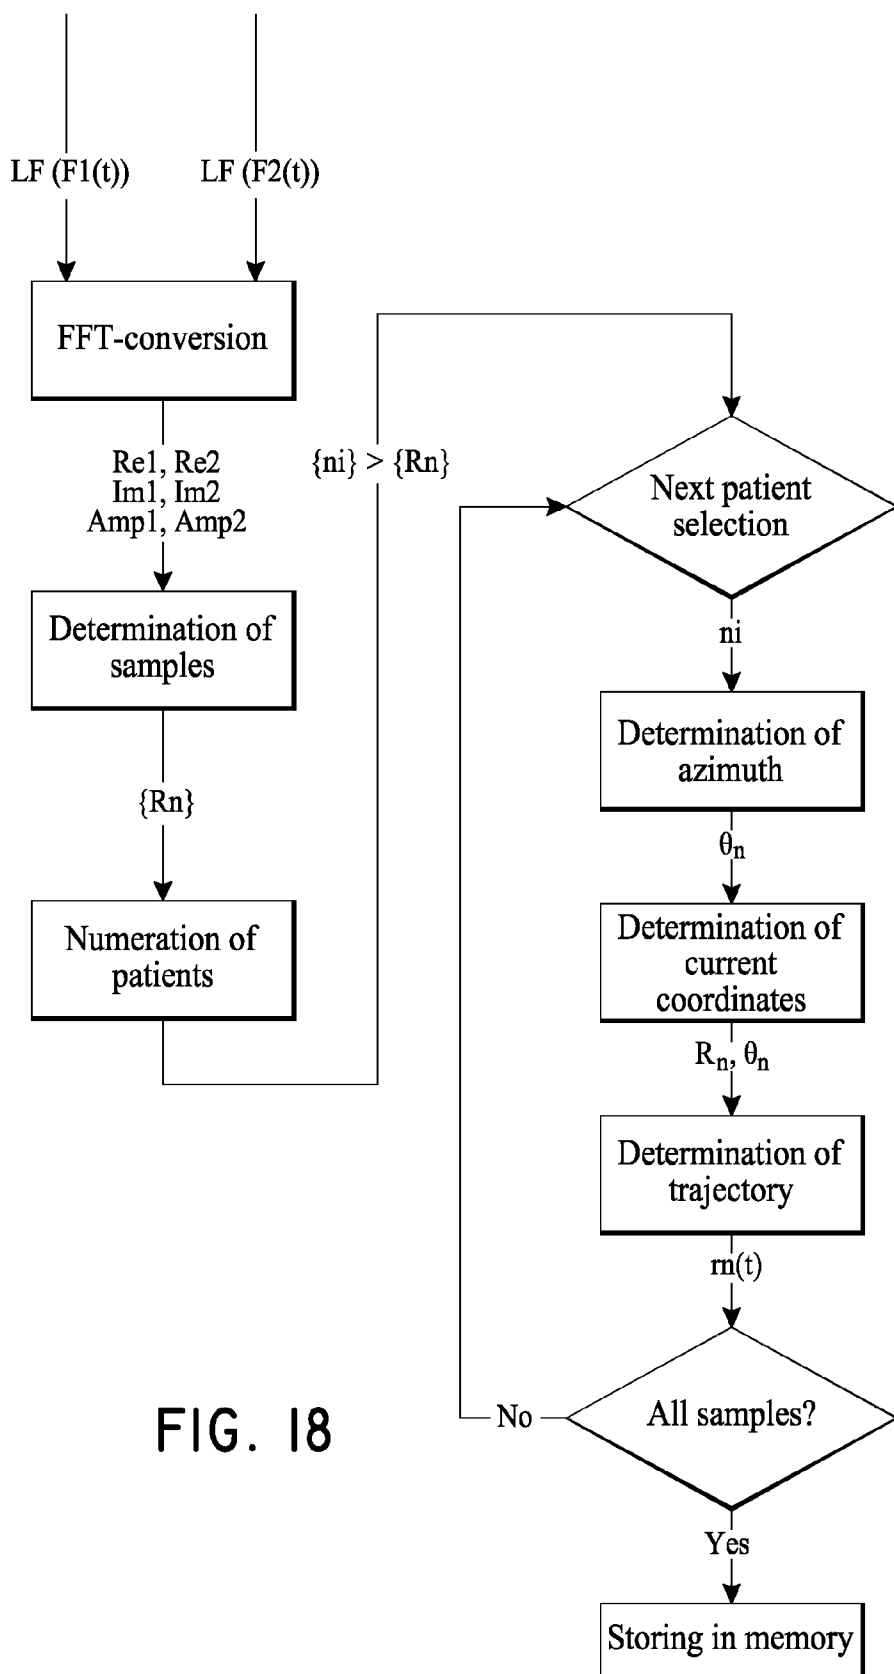 LF (F1(t))
LF (F2(t))
FFT-conversion
Re1, Re2
Im1, Im2
Amp1, Amp2
Determination of
samples
{Rn}
Numeration of
patients
{ni} > {Rn}
Next patient
selection
ni
Determination of
azimuth
θn
Determination of
current
coordinates
Rn, θn
Determination of
trajectory
rn(t)
All samples?
No
Yes
Storing in memory
FIG. 18